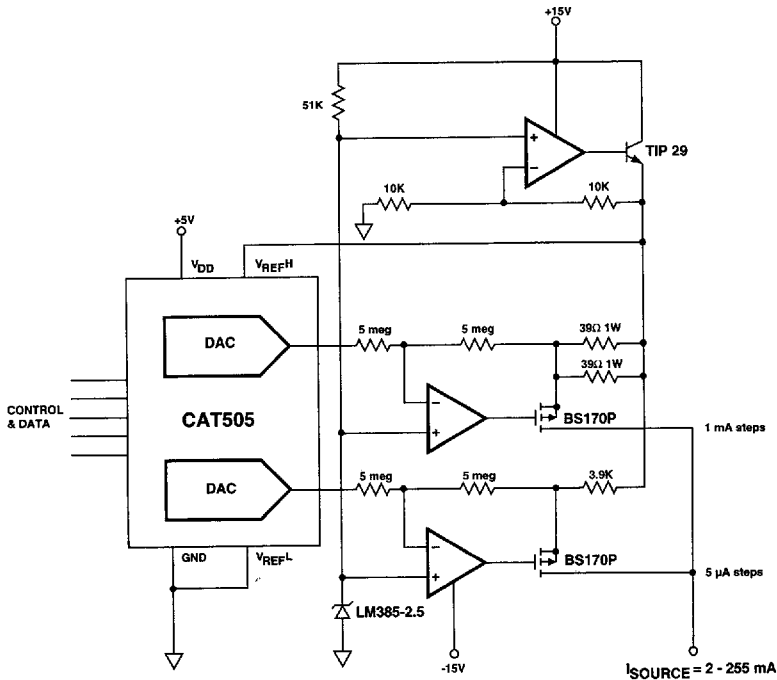 +15V
51K
+
−
TIP 29
10K
10K
+5V
VDD
VREFH
DAC
5 meg
5 meg
39Ω 1W
39Ω 1W
CONTROL
& DATA
CAT505
−
+
BS170P
1 mA steps
DAC
5 meg
5 meg
3.9K
GND
VREFL
−
+
BS170P
5 µA steps
LM385-2.5
-15V
ISOURCE = 2 - 255 mA